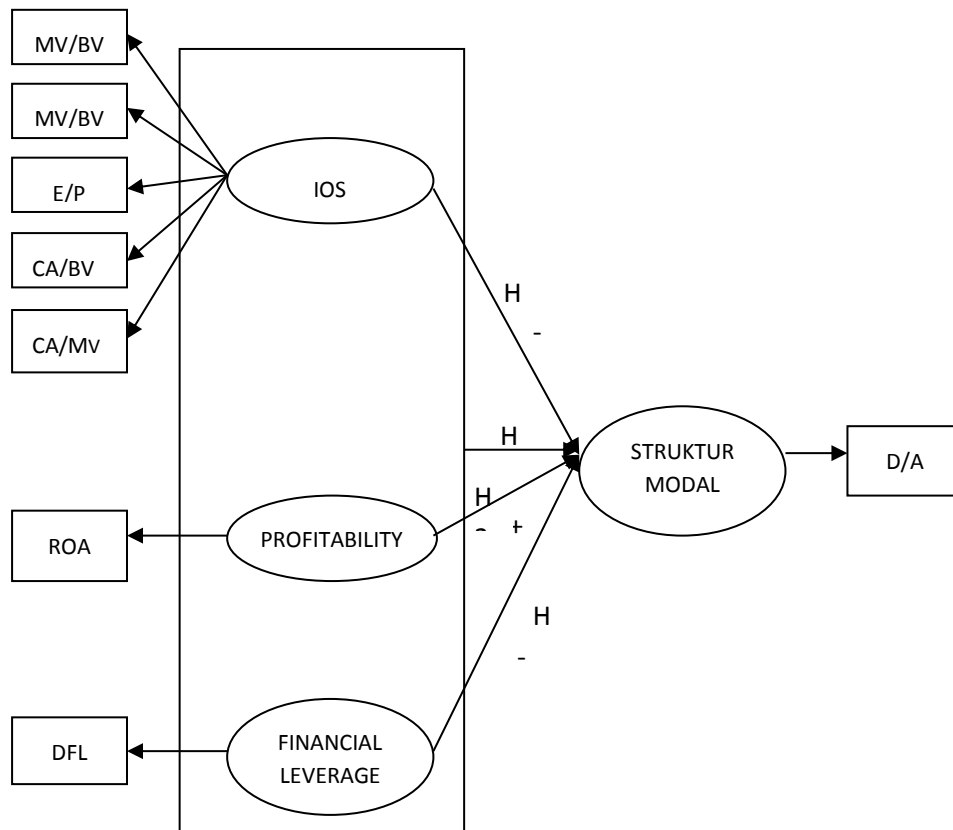 MV/BV
MV/BV
E/P
CA/BV
CA/MV
IOS
H
-
H
H
+
STRUKTUR
MODAL
D/A
ROA
PROFITABILITY
H
-
DFL
FINANCIAL
LEVERAGE